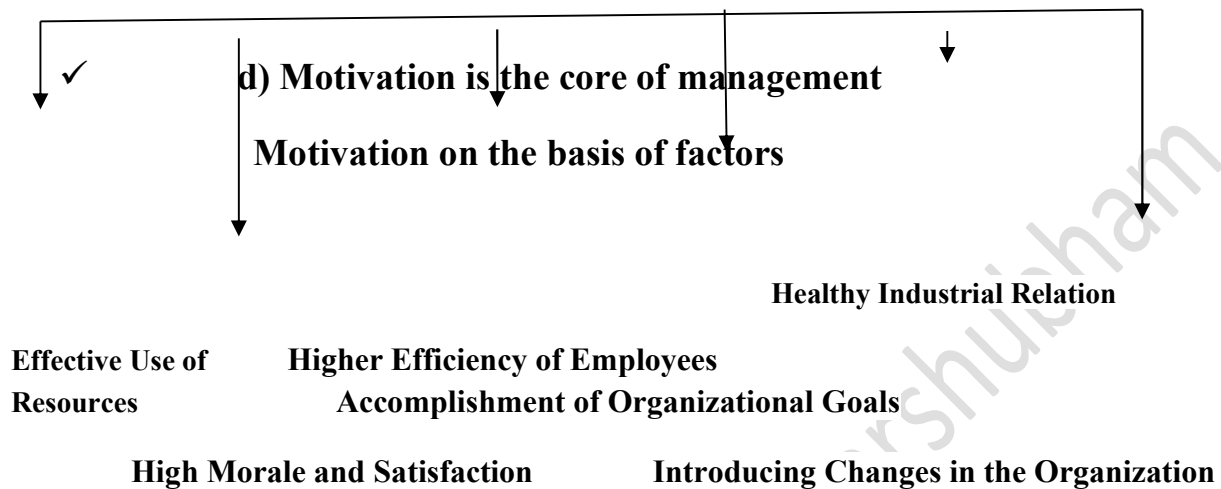 ✓ d) Motivation is the core of management
Motivation on the basis of factors
Healthy Industrial Relation
Effective Use of Higher Efficiency of Employees
Resources Accomplishment of Organizational Goals
High Morale and Satisfaction Introducing Changes in the Organization